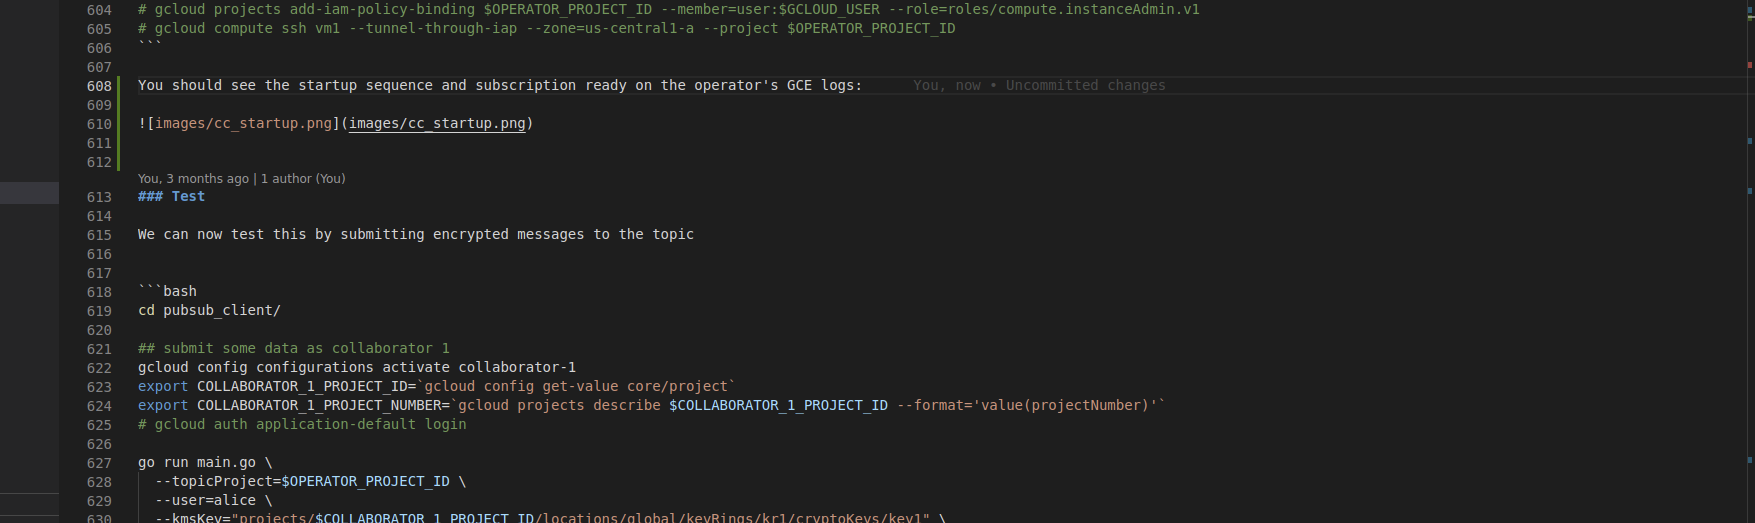 604 # gcloud projects add-iam-policy-binding $OPERATOR_PROJECT_ID --member=user:$GCLOUD_USER --role=roles/compute.instanceAdmin.v1
605 # gcloud compute ssh vm1 --tunnel-through-iap --zone=us-central1-a --project $OPERATOR_PROJECT_ID
606 ```
607
608 You should see the startup sequence and subscription ready on the operator's GCE logs: You, now • Uncommitted changes
609
610 ![images/cc_startup.png](images/cc_startup.png)
611
612
You, 3 months ago | 1 author (You)
613 ### Test
614
615 We can now test this by submitting encrypted messages to the topic
616
617
618 ```bash
619 cd pubsub_client/
620
621 ## submit some data as collaborator 1
622 gcloud config configurations activate collaborator-1
623 export COLLABORATOR_1_PROJECT_ID=`gcloud config get-value core/project`
624 export COLLABORATOR_1_PROJECT_NUMBER=`gcloud projects describe $COLLABORATOR_1_PROJECT_ID --format='value(projectNumber)'`
625 # gcloud auth application-default login
626
627 go run main.go \
628 --topicProject=$OPERATOR_PROJECT_ID \
629 --user=alice \
630 --kmsKey="projects/$COLLABORATOR_1_PROJECT_ID/locations/global/keyRings/kr1/cryptoKeys/key1" \